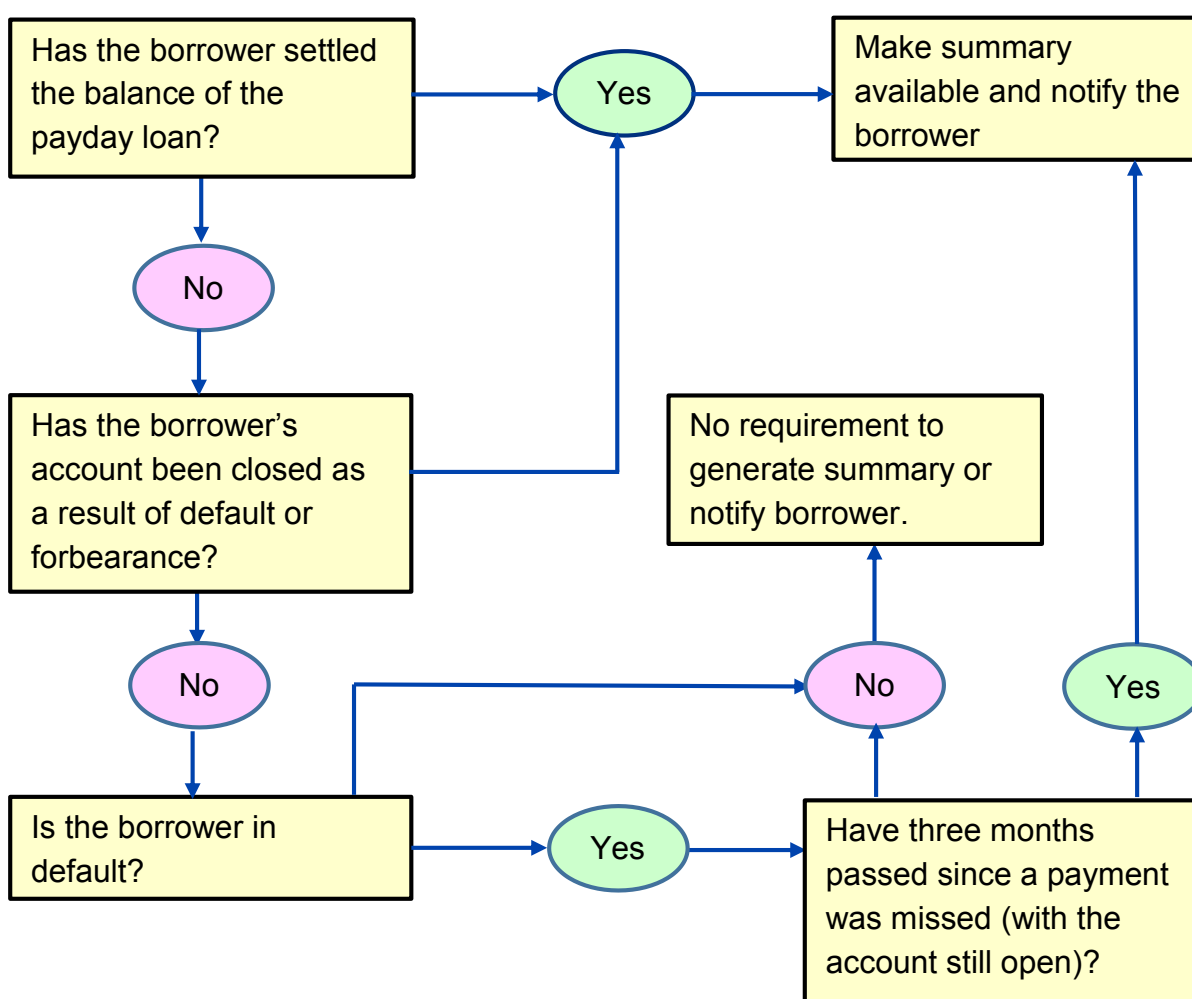 Has the borrower settled
the balance of the
payday loan?
Yes
Make summary
available and notify the
borrower
No
Has the borrower’s
account been closed as
a result of default or
forbearance?
No requirement to
generate summary or
notify borrower.
No
No
Yes
Is the borrower in
default?
Yes
Have three months
passed since a payment
was missed (with the
account still open)?